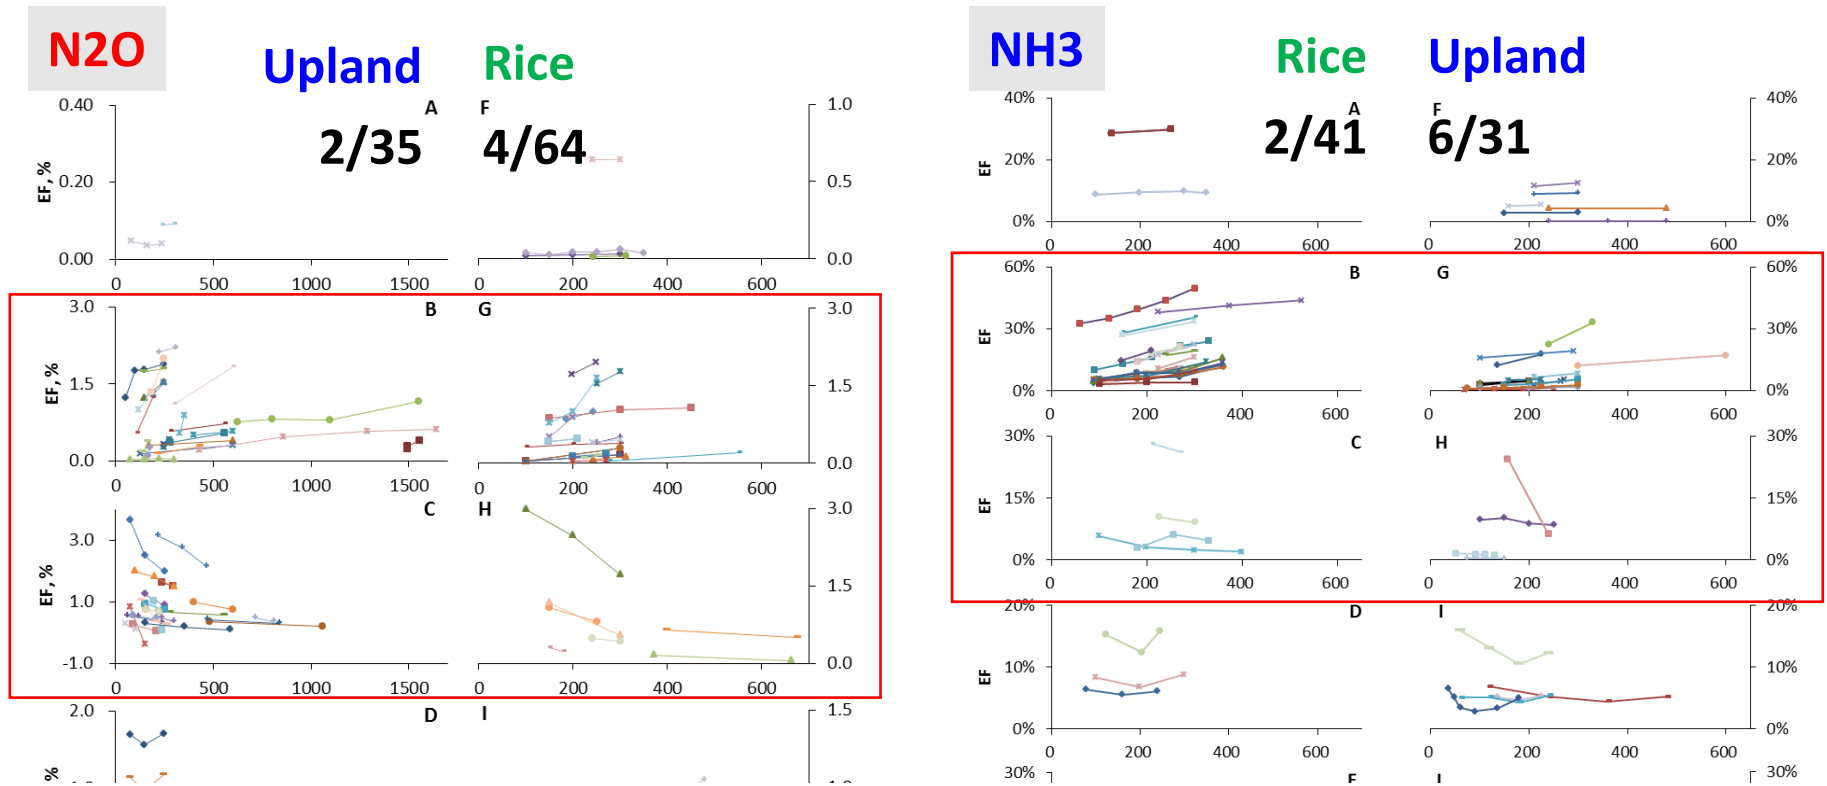 N2O
Upland Rice
NH3
Rice Upland
0.40 A F 1.0
2/35 4/64
EF, %
0.20 0.5
0.00 0.0
0 500 1000 1500 0 200 400 600
3.0 B G 3.0
1.5 1.5
0.0 0.0
0 500 1000 1500 0 200 400 600
C H 3.0
3.0
EF, %
1.0 1.5
-1.0 0.0
0 500 1000 1500 0 200 400 600
2.0 D I 1.5
%
40% A F 40%
2/41 6/31
EF
20% 20%
0% 0%
0 200 400 600 0 200 400 600
60% B G 60%
EF
30% 30%
0% 0%
0 200 400 600 0 200 400 600
30% C H 30%
EF
15% 15%
0% 0%
0 200 400 600 0 200 400 600
20% D I 20%
EF
10% 10%
0% 0%
0 200 400 600 0 200 400 600
30% 30%